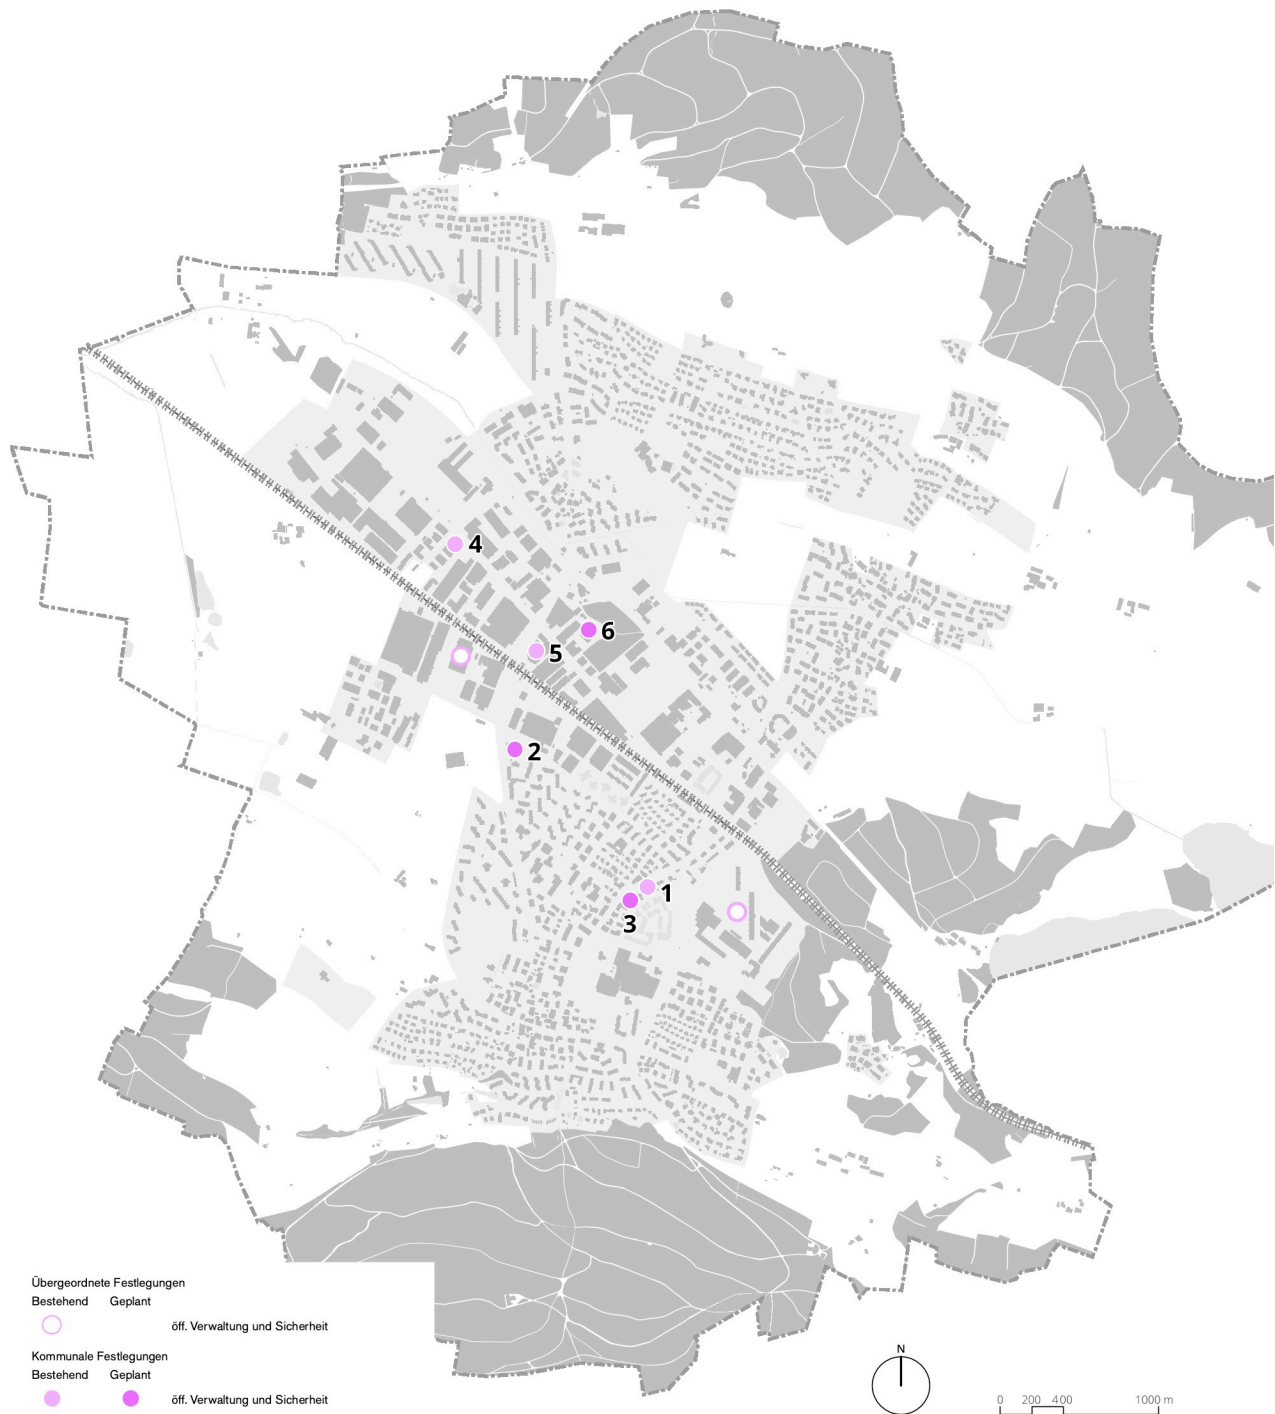 4
6
5
2
1
3
Übergeordnete Festlegungen
Bestehend Geplant
öff. Verwaltung und Sicherheit
Kommunale Festlegungen
Bestehend Geplant
öff. Verwaltung und Sicherheit
N
0 200 400 1000 m